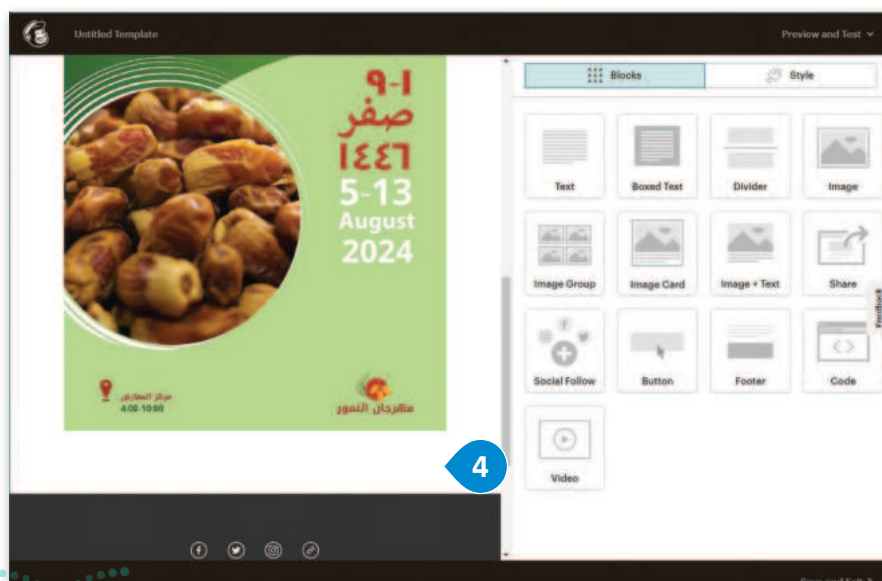 Untitled Template
Preview and Test
٩-١
صفر
١٤٤٦
5-13
August
2024
مركز المعارض
4:00-10:00
مهرجان التمور
4
Blocks
Style
Text
Boxed Text
Divider
Image
Image Group
Image Card
Image + Text
Share
Feedback
Social Follow
Button
Footer
Code
Video